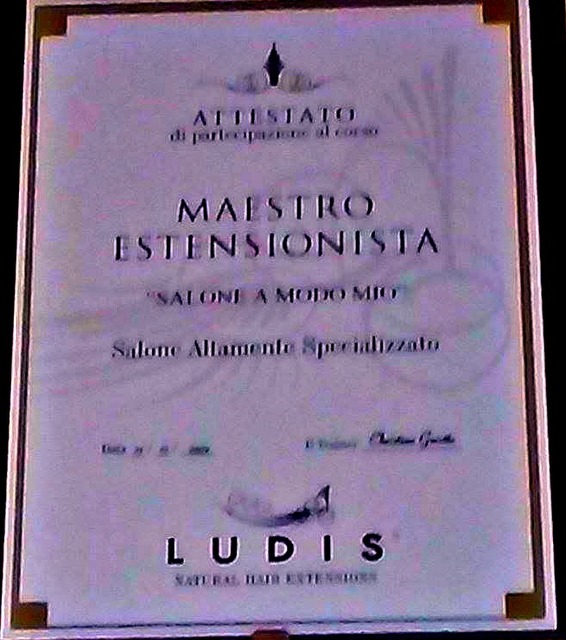 ATTESTATO
di partecipazione al corso
MAESTRO
ESTENSIONISTA
"SALONE A MODO MIO"
Salone Altamente Specializzato
LUDIS
NATURAL HAIR EXTENSIONS